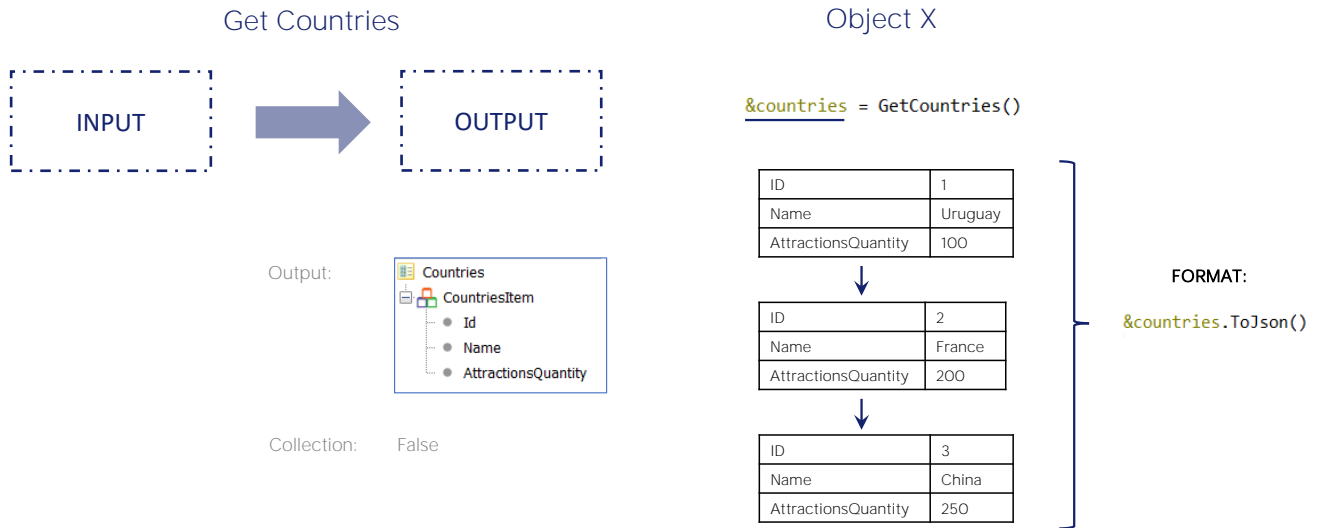 Get Countries
INPUT
OUTPUT
Output:
Countries
CountriesItem
Id
Name
AttractionsQuantity
Collection: False
Object X
&countries = GetCountries()
ID 1
Name Uruguay
AttractionsQuantity 100
ID 2
Name France
AttractionsQuantity 200
ID 3
Name China
AttractionsQuantity 250
FORMAT:
&countries.ToJson()